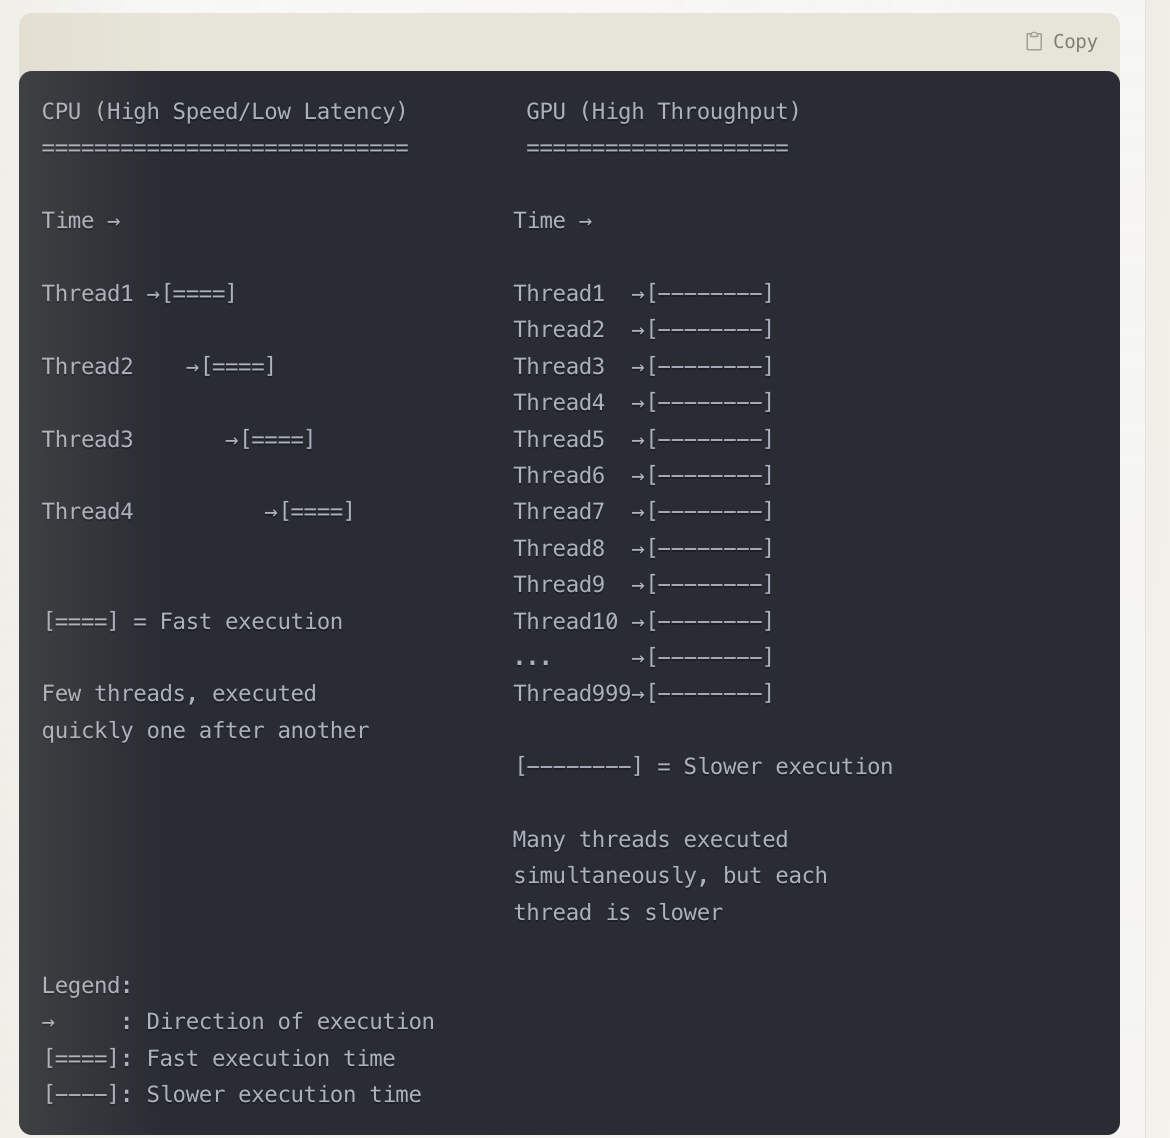 Copy
CPU (High Speed/Low Latency)         GPU (High Throughput)
============================         ====================
Time →                              Time →
Thread1 →[====]                     Thread1  →[--------]
                                    Thread2  →[--------]
Thread2    →[====]                  Thread3  →[--------]
                                    Thread4  →[--------]
Thread3       →[====]               Thread5  →[--------]
                                    Thread6  →[--------]
Thread4          →[====]            Thread7  →[--------]
                                    Thread8  →[--------]
                                    Thread9  →[--------]
[====] = Fast execution             Thread10 →[--------]
                                    ...      →[--------]
Few threads, executed               Thread999→[--------]
quickly one after another
                                    [--------] = Slower execution
                                    Many threads executed
                                    simultaneously, but each
                                    thread is slower
Legend:
→     : Direction of execution
[====]: Fast execution time
[----]: Slower execution time